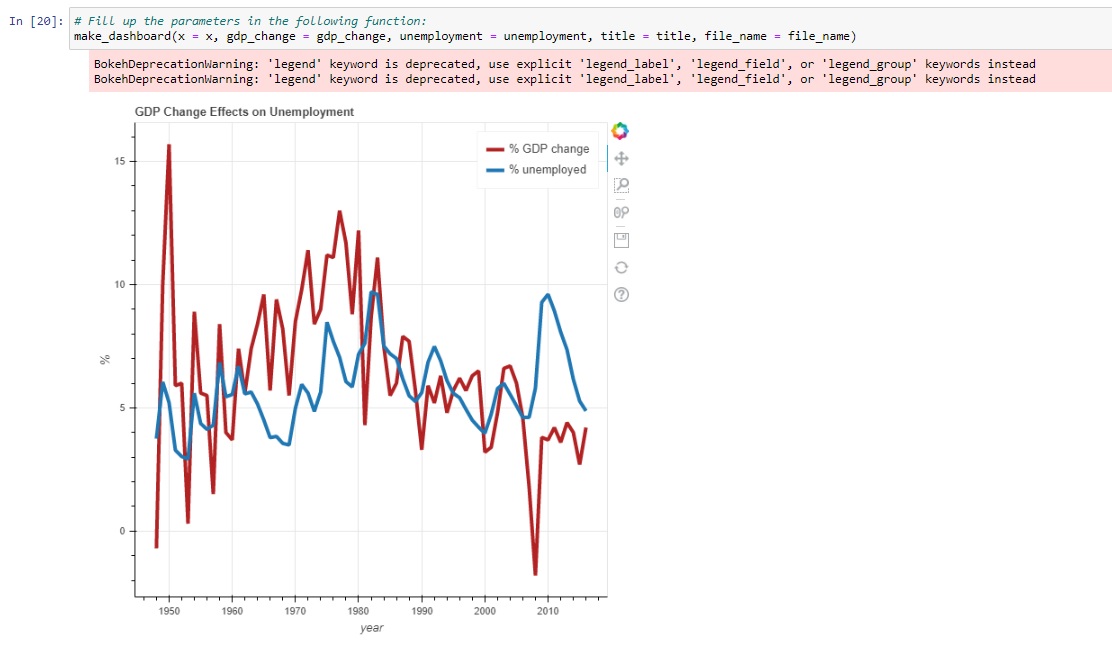 In [20]: # Fill up the parameters in the following function:
make_dashboard(x = x, gdp_change = gdp_change, unemployment = unemployment, title = title, file_name = file_name)
BokehDeprecationWarning: 'legend' keyword is deprecated, use explicit 'legend_label', 'legend_field', or 'legend_group' keywords instead
BokehDeprecationWarning: 'legend' keyword is deprecated, use explicit 'legend_label', 'legend_field', or 'legend_group' keywords instead
GDP Change Effects on Unemployment
% GDP change
% unemployed
15
10
%
5
0
1950 1960 1970 1980 1990 2000 2010
year